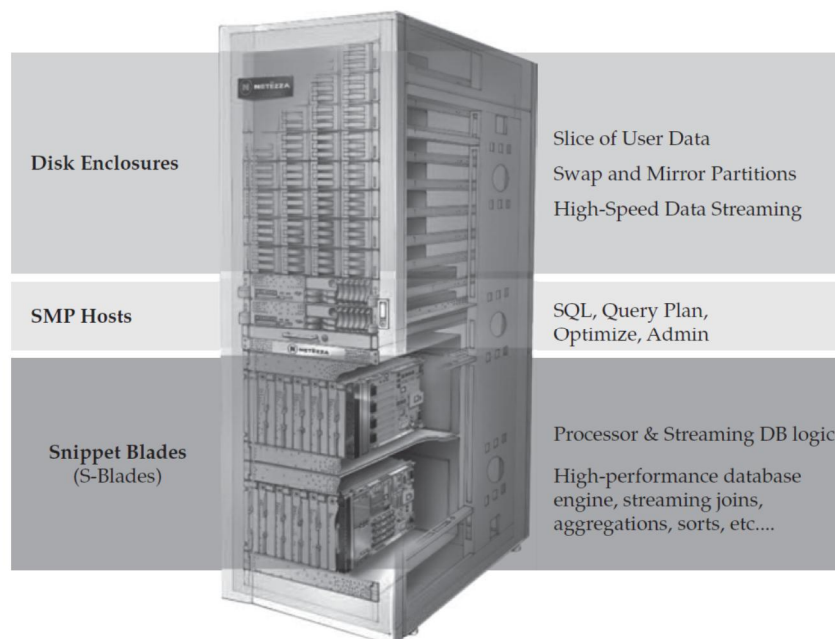 NETEZZA
Disk Enclosures
Slice of User Data
Swap and Mirror Partitions
High-Speed Data Streaming
SMP Hosts
SQL, Query Plan,
Optimize, Admin
NETEZZA
Snippet Blades
(S-Blades)
Processor & Streaming DB logic
High-performance database
engine, streaming joins,
aggregations, sorts, etc....